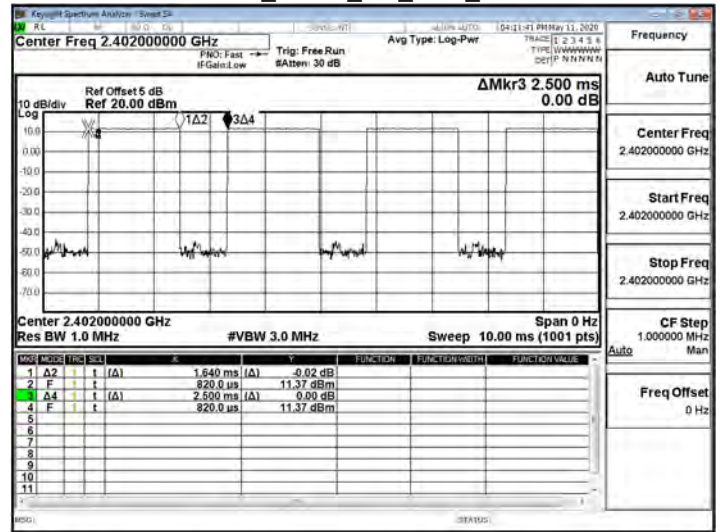 Keysight Spectrum Analyzer - Swept SA
RL
ALIGN AUTO
04:11:41 PM May 11, 2020
Center Freq 2.402000000 GHz
PNO: Fast
IFGain:Low
Trig: Free Run
#Atten: 30 dB
Avg Type: Log-Pwr
TRACE 1 2 3 4 5 6
TYPE WWWWWW
DET P N N N N N
Frequency
Auto Tune
Center Freq
2.402000000 GHz
Start Freq
2.402000000 GHz
Stop Freq
2.402000000 GHz
CF Step
1.000000 MHz
Auto Man
Freq Offset
0 Hz
ΔMkr3 2.500 ms
0.00 dB
Ref Offset 5 dB
10 dB/div Ref 20.00 dBm
Log
1Δ2 3Δ4
10.0
0.00
-10.0
-20.0
-30.0
-40.0
-50.0
-60.0
-70.0
Center 2.402000000 GHz Span 0 Hz
Res BW 1.0 MHz #VBW 3.0 MHz Sweep 10.00 ms (1001 pts)
MKR MODE TRC SCL X Y FUNCTION FUNCTION WIDTH FUNCTION VALUE
1 Δ2 1 t (Δ) 1.640 ms (Δ) -0.02 dB
2 F 1 t 820.0 µs 11.37 dBm
3 Δ4 1 t (Δ) 2.500 ms (Δ) 0.00 dB
4 F 1 t 820.0 µs 11.37 dBm
5
6
7
8
9
10
11
MSG STATUS